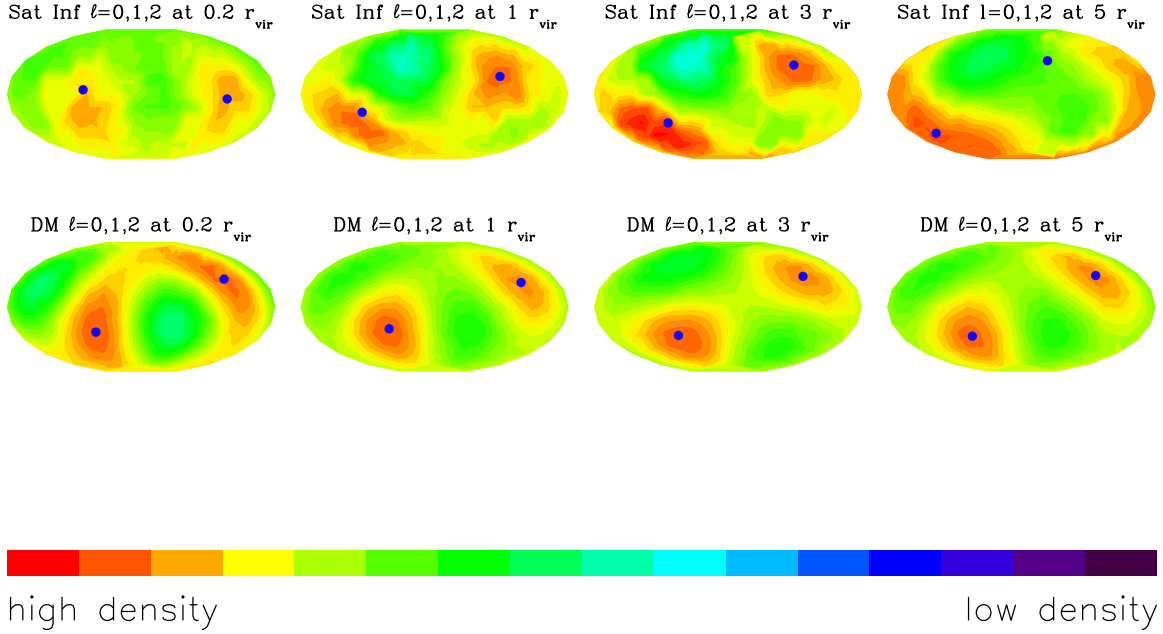 Sat Inf ℓ=0,1,2 at 0.2 r_vir
Sat Inf ℓ=0,1,2 at 1 r_vir
Sat Inf ℓ=0,1,2 at 3 r_vir
Sat Inf l=0,1,2 at 5 r_vir
DM ℓ=0,1,2 at 0.2 r_vir
DM ℓ=0,1,2 at 1 r_vir
DM ℓ=0,1,2 at 3 r_vir
DM ℓ=0,1,2 at 5 r_vir
high density
low density